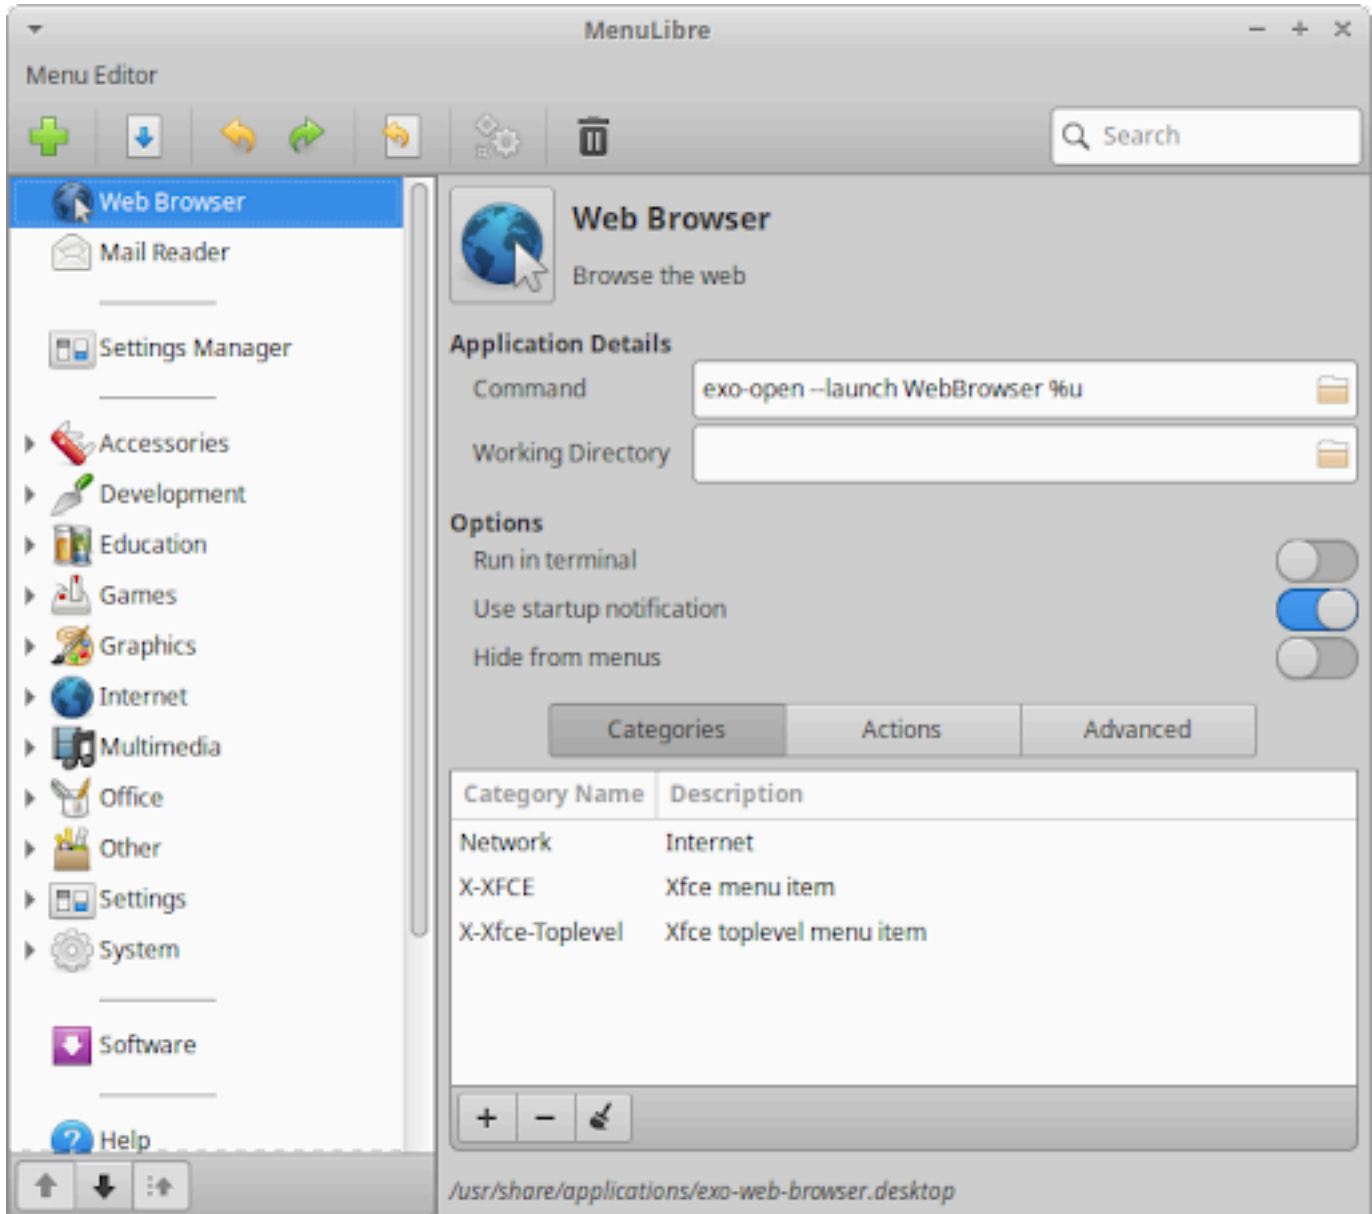 MenuLibre
Menu Editor
Search
Web Browser
Mail Reader
Settings Manager
Accessories
Development
Education
Games
Graphics
Internet
Multimedia
Office
Other
Settings
System
Software
Help
Web Browser
Browse the web
Application Details
Command exo-open --launch WebBrowser %u
Working Directory
Options
Run in terminal
Use startup notification
Hide from menus
Categories Actions Advanced
Category Name Description
Network Internet
X-XFCE Xfce menu item
X-Xfce-Toplevel Xfce toplevel menu item
/usr/share/applications/exo-web-browser.desktop